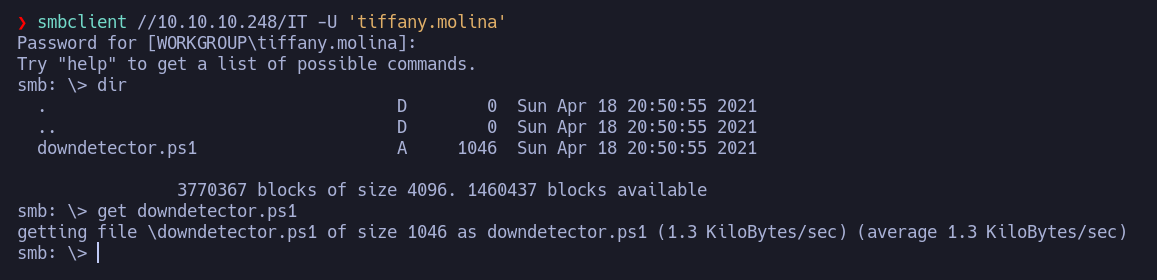 ❯ smbclient //10.10.10.248/IT -U 'tiffany.molina'
Password for [WORKGROUP\tiffany.molina]:
Try "help" to get a list of possible commands.
smb: \> dir
  .                                   D        0  Sun Apr 18 20:50:55 2021
  ..                                  D        0  Sun Apr 18 20:50:55 2021
  downdetector.ps1                    A     1046  Sun Apr 18 20:50:55 2021
                3770367 blocks of size 4096. 1460437 blocks available
smb: \> get downdetector.ps1
getting file \downdetector.ps1 of size 1046 as downdetector.ps1 (1.3 KiloBytes/sec) (average 1.3 KiloBytes/sec)
smb: \>